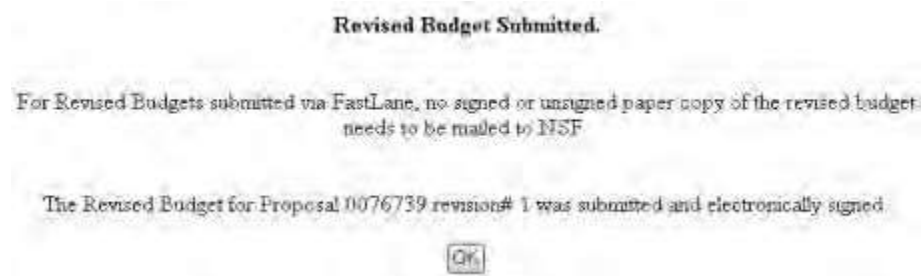 Revised Budget Submitted.
For Revised Budgets submitted via FastLane, no signed or unsigned paper copy of the revised budget
needs to be mailed to NSF
The Revised Budget for Proposal 0076739 revision# 1 was submitted and electronically signed
OK